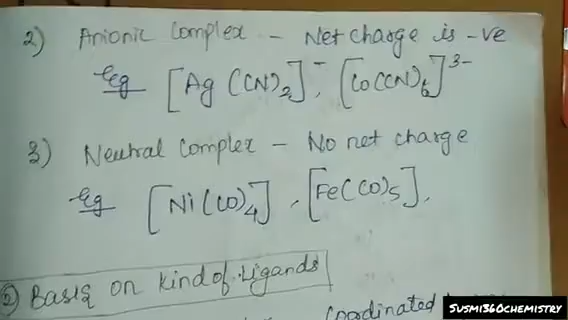 2) Anionic Complex - Net charge is -ve
Eg [Ag(CN)2]⁻, [Co(CN)6]³⁻
3) Neutral Complex - No net charge
Eg [Ni(CO)4], [Fe(CO)5],
2) Basis on kind of Ligands
Coordinated
SUSMI360CHEMISTRY